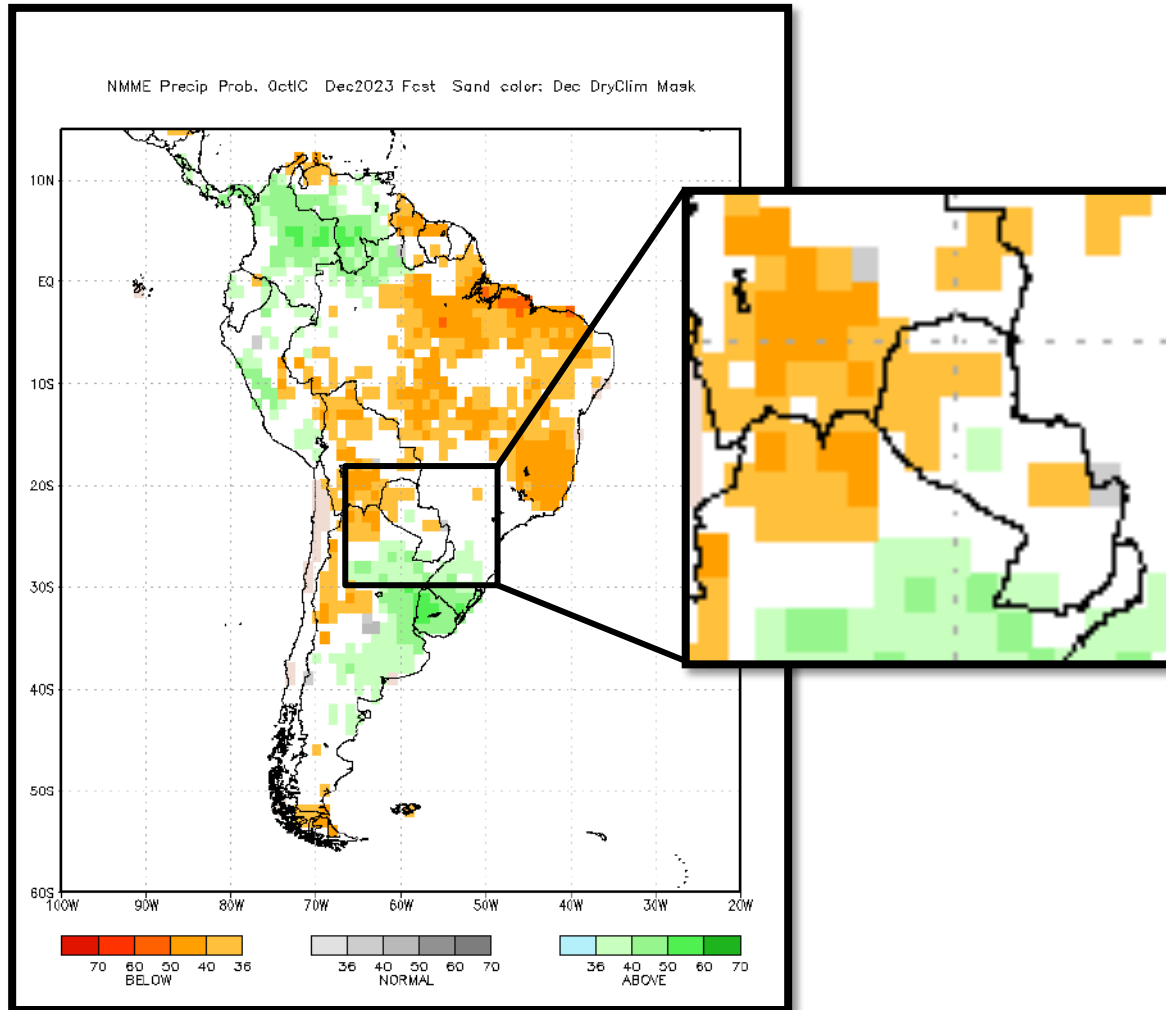 NMME Precip Prob. OctIC Dec2023 Fcst Sand color: Dec DryClim Mask
10N
EQ
10S
20S
30S
40S
50S
60S
100W 90W 80W 70W 60W 50W 40W 30W 20W
70 60 50 40 36
BELOW
36 40 50 60 70
NORMAL
36 40 50 60 70
ABOVE